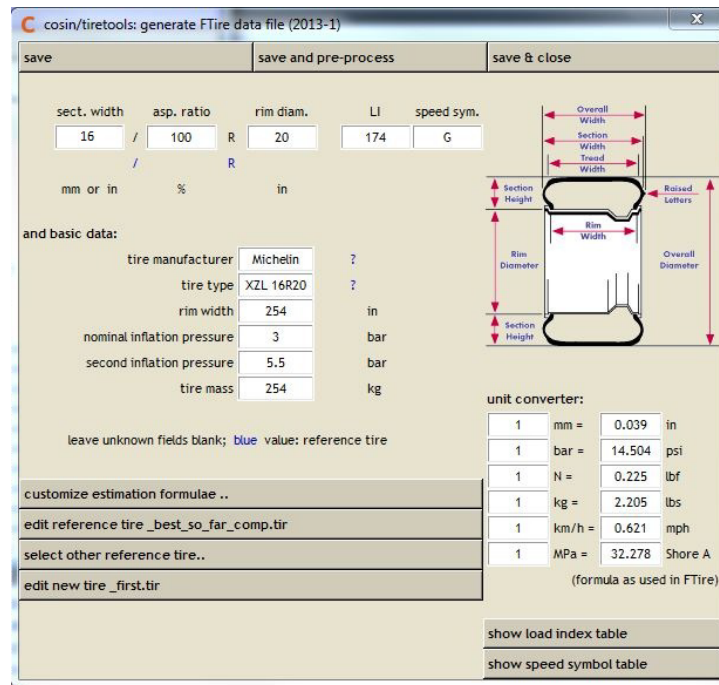 C cosin/tiretools: generate FTire data file (2013-1) X
save save and pre-process save & close
sect. width asp. ratio rim diam. LI speed sym.
16 / 100 R 20 174 G
/ R
mm or in % in
and basic data:
tire manufacturer Michelin ?
tire type XZL 16R20 ?
rim width 254 in
nominal inflation pressure 3 bar
second inflation pressure 5.5 bar
tire mass 254 kg
leave unknown fields blank; blue value: reference tire
customize estimation formulae ..
edit reference tire _best_so_far_comp.tir
select other reference tire..
edit new tire _first.tir
Overall
Width
Section
Width
Tread
Width
Section
Height
Raised
Letters
Rim
Width
Rim
Diameter
Overall
Diameter
Section
Height
unit converter:
1 mm = 0.039 in
1 bar = 14.504 psi
1 N = 0.225 lbf
1 kg = 2.205 lbs
1 km/h = 0.621 mph
1 MPa = 32.278 Shore A
(formula as used in FTire)
show load index table
show speed symbol table